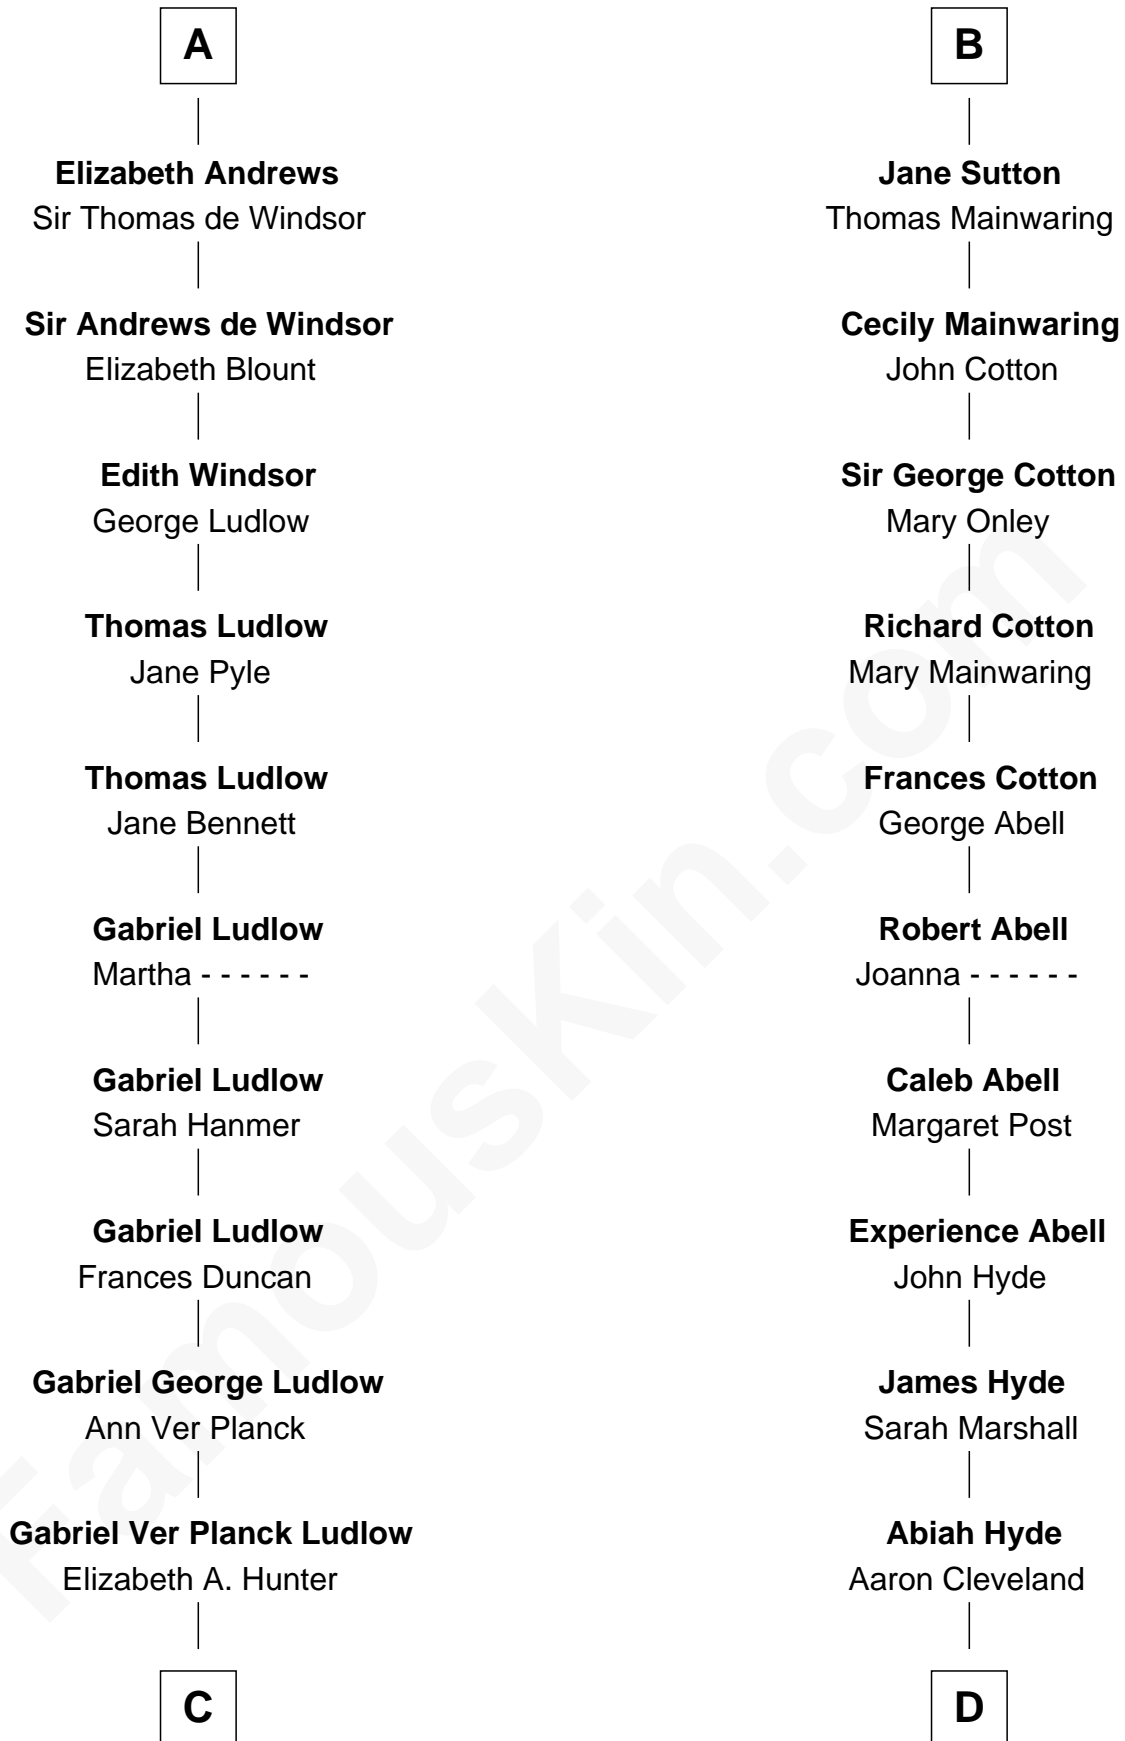 A
Elizabeth Andrews
Sir Thomas de Windsor
Sir Andrews de Windsor
Elizabeth Blount
Edith Windsor
George Ludlow
Thomas Ludlow
Jane Pyle
Thomas Ludlow
Jane Bennett
Gabriel Ludlow
Martha - - - - - -
Gabriel Ludlow
Sarah Hanmer
Gabriel Ludlow
Frances Duncan
Gabriel George Ludlow
Ann Ver Planck
Gabriel Ver Planck Ludlow
Elizabeth A. Hunter
C
B
Jane Sutton
Thomas Mainwaring
Cecily Mainwaring
John Cotton
Sir George Cotton
Mary Onley
Richard Cotton
Mary Mainwaring
Frances Cotton
George Abell
Robert Abell
Joanna - - - - - -
Caleb Abell
Margaret Post
Experience Abell
John Hyde
James Hyde
Sarah Marshall
Abiah Hyde
Aaron Cleveland
D
FamousKin.com